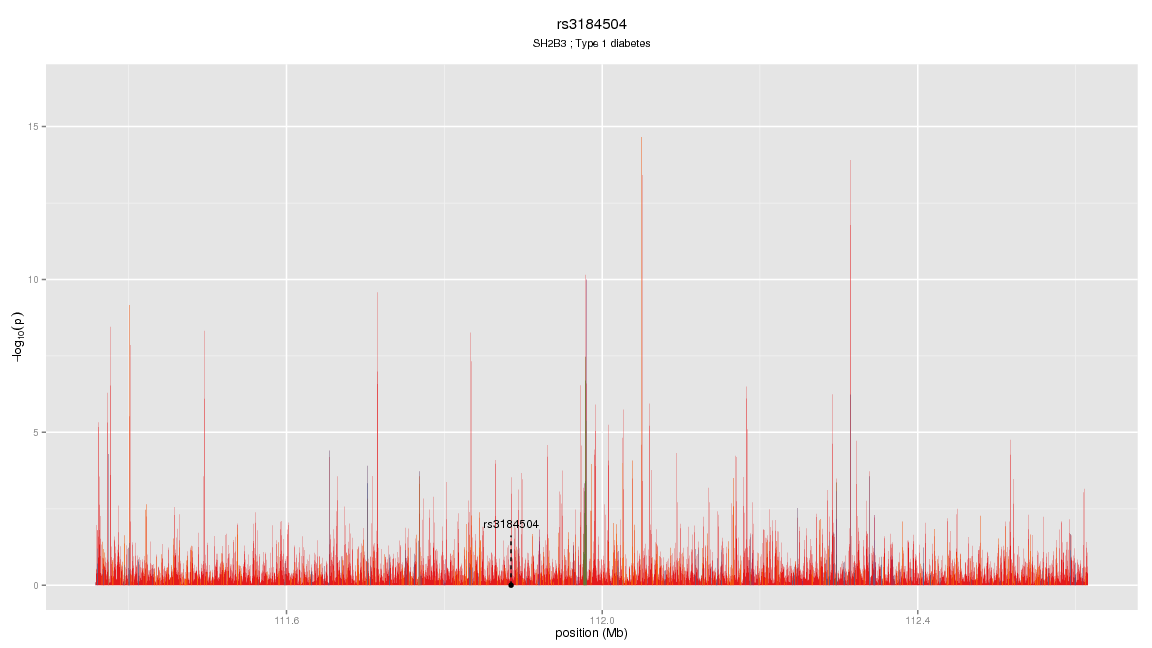 rs3184504
SH2B3 ; Type 1 diabetes
15
10
5
0
−log10(p)
rs3184504
111.6
112.0
112.4
position (Mb)